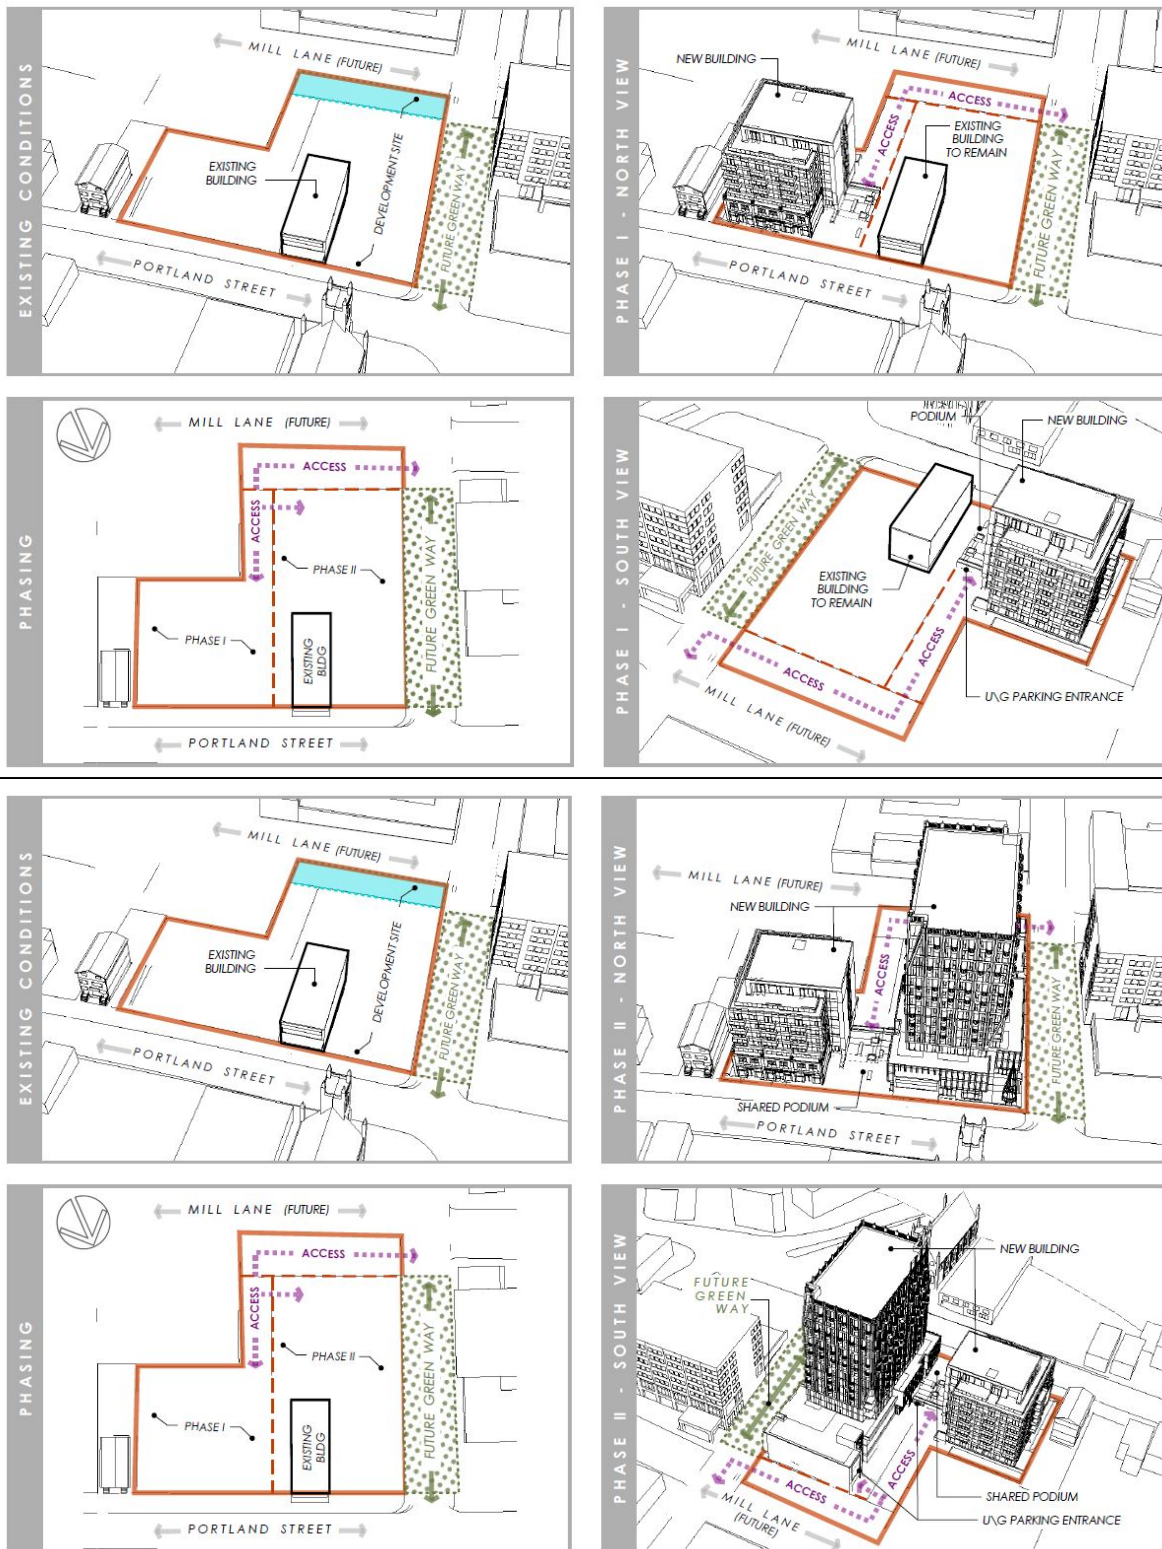 EXISTING CONDITIONS
MILL LANE (FUTURE)
EXISTING
BUILDING
DEVELOPMENT SITE
FUTURE GREEN WAY
PORTLAND STREET
PHASE I - NORTH VIEW
NEW BUILDING
MILL LANE (FUTURE)
ACCESS
ACCESS
EXISTING
BUILDING
TO REMAIN
FUTURE GREEN WAY
PORTLAND STREET
PHASING
MILL LANE (FUTURE)
ACCESS
ACCESS
PHASE II
PHASE I
EXISTING
BLDG
FUTURE GREEN WAY
PORTLAND STREET
PHASE I - SOUTH VIEW
PODIUM
NEW BUILDING
FUTURE GREEN WAY
EXISTING
BUILDING
TO REMAIN
ACCESS
ACCESS
U\G PARKING ENTRANCE
MILL LANE (FUTURE)
EXISTING CONDITIONS
MILL LANE (FUTURE)
EXISTING
BUILDING
DEVELOPMENT SITE
FUTURE GREEN WAY
PORTLAND STREET
PHASE II - NORTH VIEW
MILL LANE (FUTURE)
NEW BUILDING
ACCESS
FUTURE GREEN WAY
SHARED PODIUM
PORTLAND STREET
PHASING
MILL LANE (FUTURE)
ACCESS
ACCESS
PHASE II
PHASE I
EXISTING
BLDG
FUTURE GREEN WAY
PORTLAND STREET
PHASE II - SOUTH VIEW
NEW BUILDING
FUTURE
GREEN
WAY
ACCESS
ACCESS
SHARED PODIUM
U\G PARKING ENTRANCE
MILL LANE
(FUTURE)